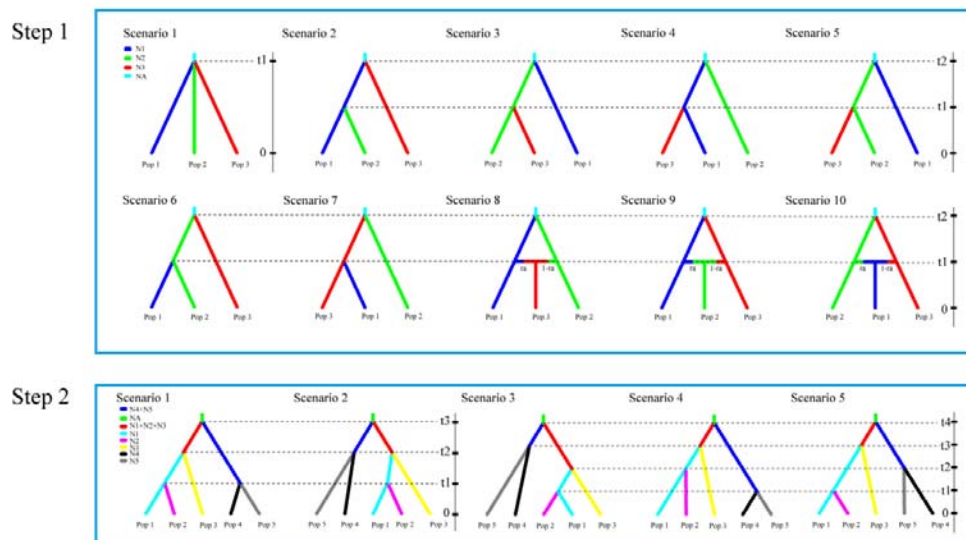 Step 1
Scenario 1
Scenario 2
Scenario 3
Scenario 4
Scenario 5
N1
N2
N3
NA
t1
0
t2
t1
0
Pop 1 Pop 2 Pop 3
Pop 1 Pop 2 Pop 3
Pop 2 Pop 3 Pop 1
Pop 3 Pop 1 Pop 2
Pop 3 Pop 2 Pop 1
Scenario 6
Scenario 7
Scenario 8
Scenario 9
Scenario 10
t2
t1
0
Pop 1 Pop 2 Pop 3
Pop 3 Pop 1 Pop 2
Pop 1 Pop 3 Pop 2
Pop 1 Pop 2 Pop 3
Pop 2 Pop 1 Pop 3
Step 2
Scenario 1
Scenario 2
Scenario 3
Scenario 4
Scenario 5
N4+N5
NA
N1+N2+N3
N1
N2
N3
N4
N5
t3
t2
t1
0
t4
t3
t2
t1
0
Pop 1 Pop 2 Pop 3 Pop 4 Pop 5
Pop 5 Pop 4 Pop 1 Pop 2 Pop 3
Pop 5 Pop 4 Pop 2 Pop 1 Pop 3
Pop 1 Pop 2 Pop 3 Pop 4 Pop 5
Pop 1 Pop 2 Pop 3 Pop 5 Pop 4